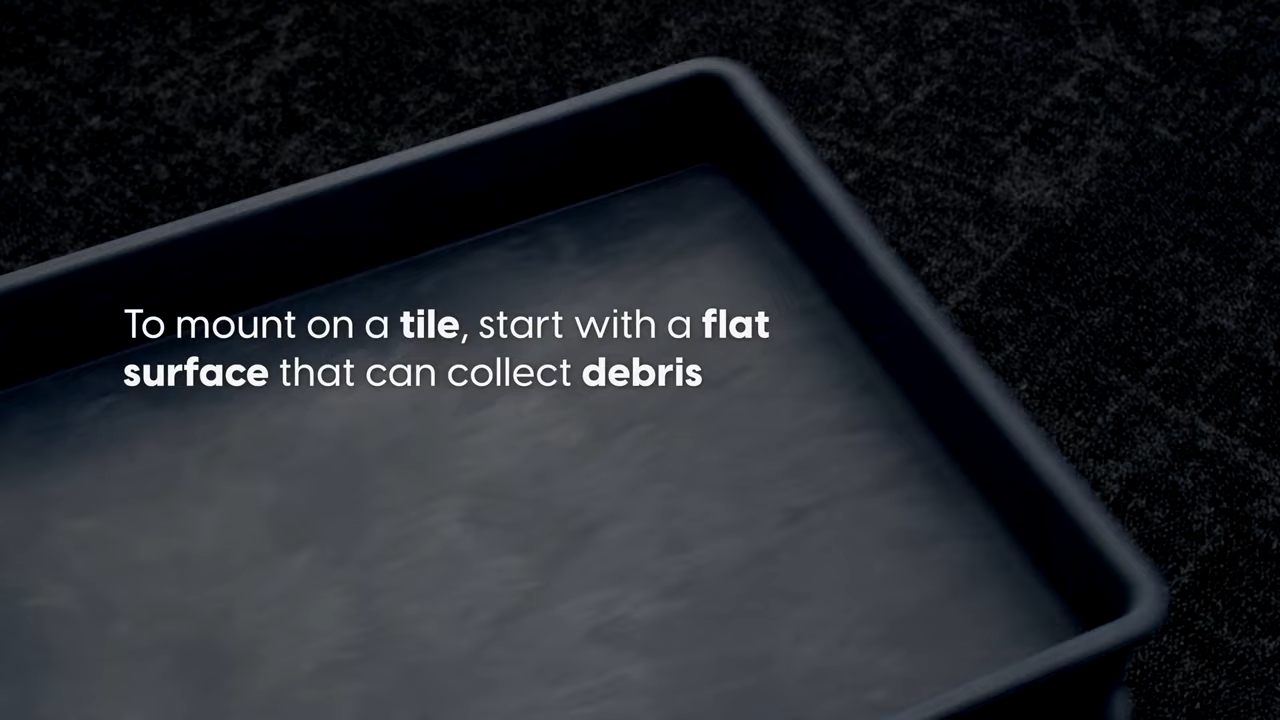 To mount on a tile, start with a flat
surface that can collect debris